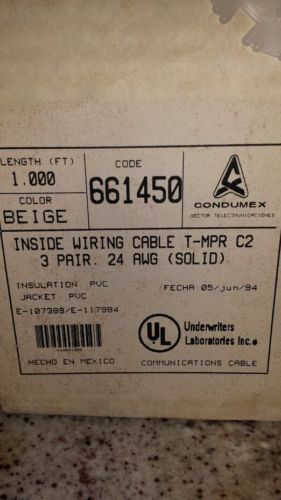 LENGTH (FT)
1.000
COLOR
BEIGE
CODE
661450
CONDUMEX
SECTOR TELECOMUNICACIONES
INSIDE WIRING CABLE T-MPR C2
3 PAIR. 24 AWG (SOLID).
INSULATION PVC
JACKET PVC
FECHA 05/jun/94
E-107389/E-117984
HECHO EN MEXICO
UL
Underwriters
Laboratories Inc.®
COMMUNICATIONS CABLE